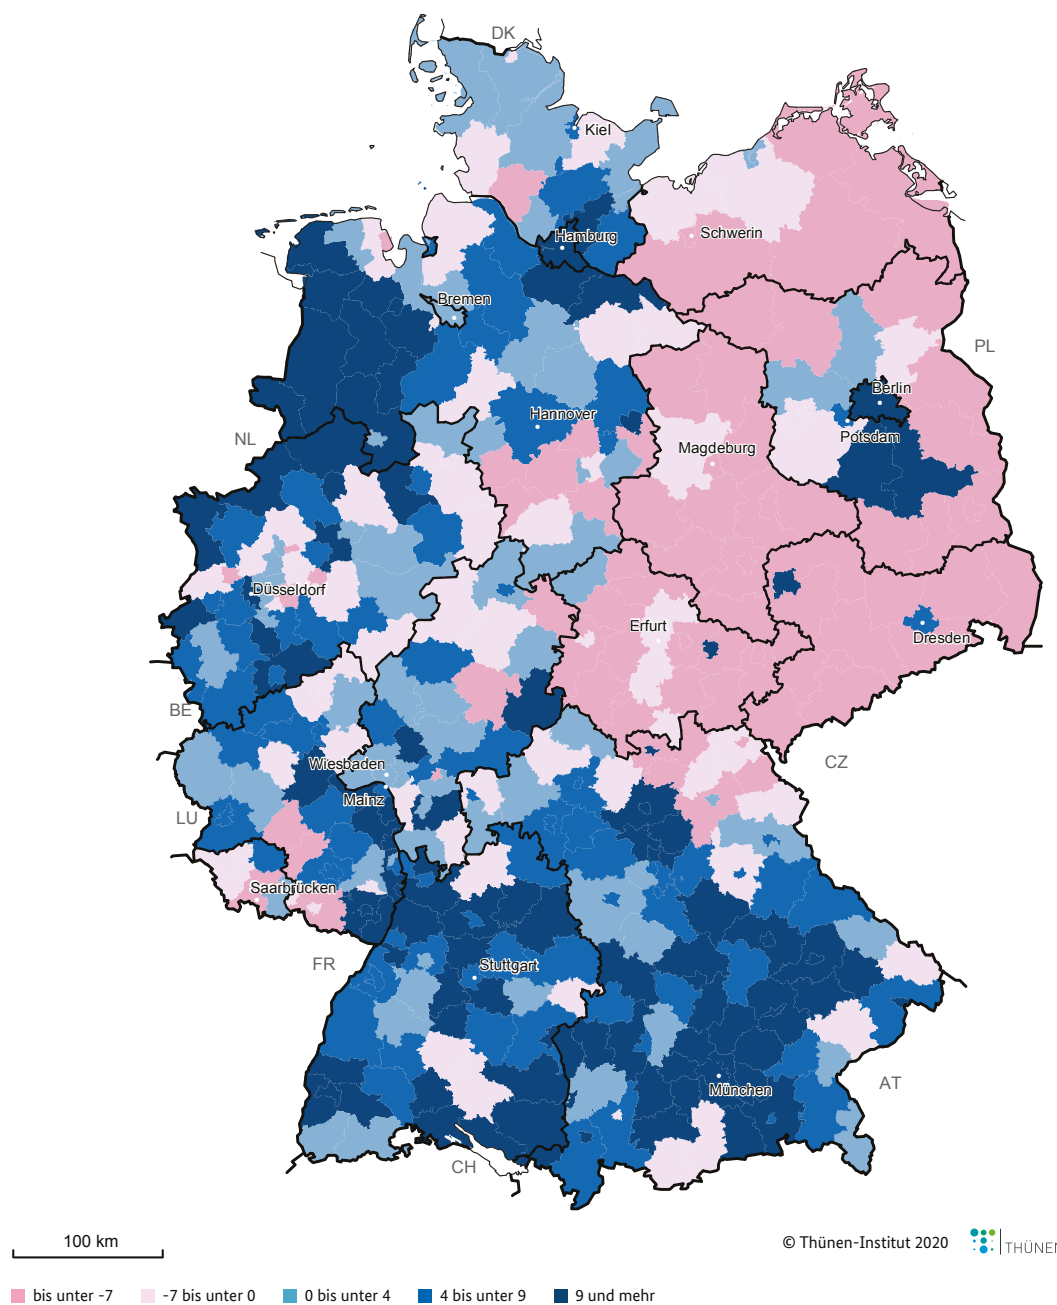 DK
Kiel
Schwerin
Hamburg
Bremen
PL
Berlin
Hannover
Potsdam
NL
Magdeburg
Düsseldorf
Erfurt
Dresden
BE
Wiesbaden
CZ
Mainz
LU
Saarbrücken
FR
Stuttgart
AT
München
CH
100 km
© Thünen-Institut 2020
THÜNEN
bis unter -7
-7 bis unter 0
0 bis unter 4
4 bis unter 9
9 und mehr